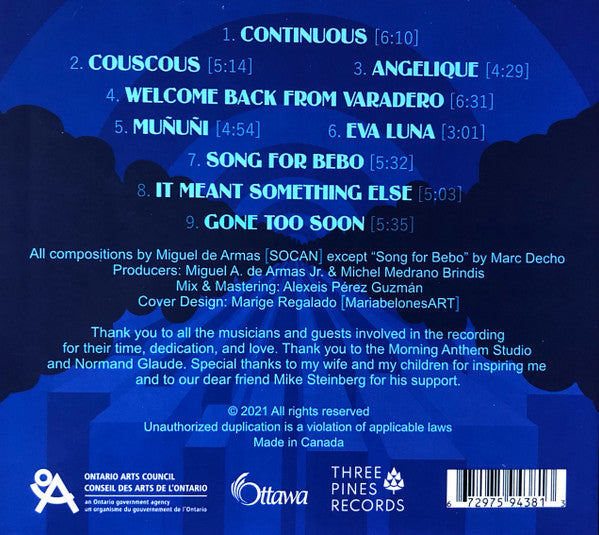 1. CONTINUOUS [6:10]
2. COUSCOUS [5:14] 3. ANGELIQUE [4:29]
4. WELCOME BACK FROM VARADERO [6:31]
5. MUÑUÑI [4:54] 6. EVA LUNA [3:01]
7. SONG FOR BEBO [5:32]
8. IT MEANT SOMETHING ELSE [5;03]
9. GONE TOO SOON [5:35]
All compositions by Miguel de Armas [SOCAN] except “Song for Bebo” by Marc Decho
Producers: Miguel A. de Armas Jr. & Michel Medrano Brindis
Mix & Mastering: Alexeis Pérez Guzmán
Cover Design: Marige Regalado [MariabelonesART]
Thank you to all the musicians and guests involved in the recording
for their time, dedication, and love. Thank you to the Morning Anthem Studio
and Normand Glaude. Special thanks to my wife and my children for inspiring me
and to our dear friend Mike Steinberg for his support.
© 2021 All rights reserved
Unauthorized duplication is a violation of applicable laws
Made in Canada
ONTARIO ARTS COUNCIL
CONSEIL DES ARTS DE L'ONTARIO
an Ontario government agency
un organisme du gouvernement de l'Ontario
Ottawa
THREE
PINES
RECORDS
6 72975 94381 3